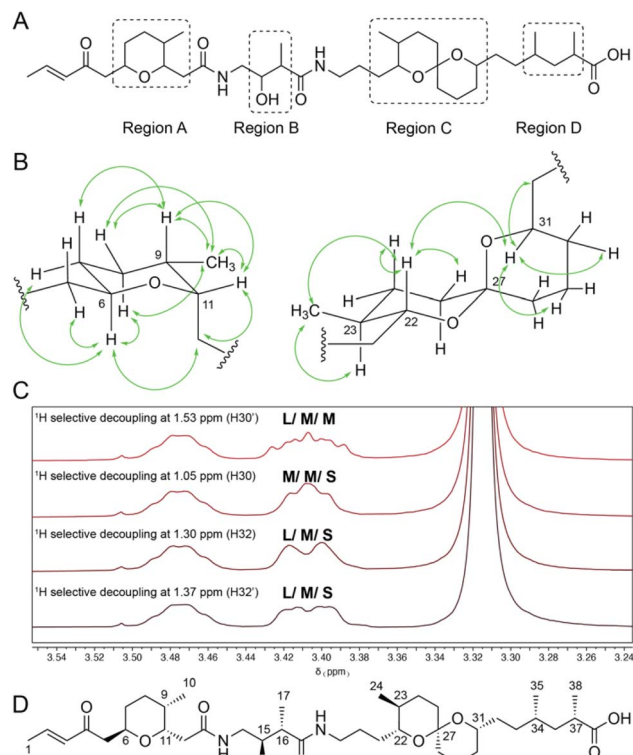 A
O
O
O
N
H
OH
O
N
H
O
O
OH
O
Region A
Region B
Region C
Region D
B
H
H
H
9
CH3
H
H
6
O
11
H
H
H
H
H
H
H
H
H3C
23
22
O
27
O
31
H
H
H
H
H
H
H
C
¹H selective decoupling at 1.53 ppm (H30') L/ M/ M
¹H selective decoupling at 1.05 ppm (H30) M/ M/ S
¹H selective decoupling at 1.30 ppm (H32) L/ M/ S
¹H selective decoupling at 1.37 ppm (H32') L/ M/ S
3.54 3.52 3.50 3.48 3.46 3.44 3.42 3.40 3.38 3.36 3.34 3.32 3.30 3.28 3.26 3.24
δ (ppm)
D
10
9
17
24
23
35
38
O
O
1
6
O
11
N
H
15
16
N
H
22
O
27
O
31
34
37
OH
O